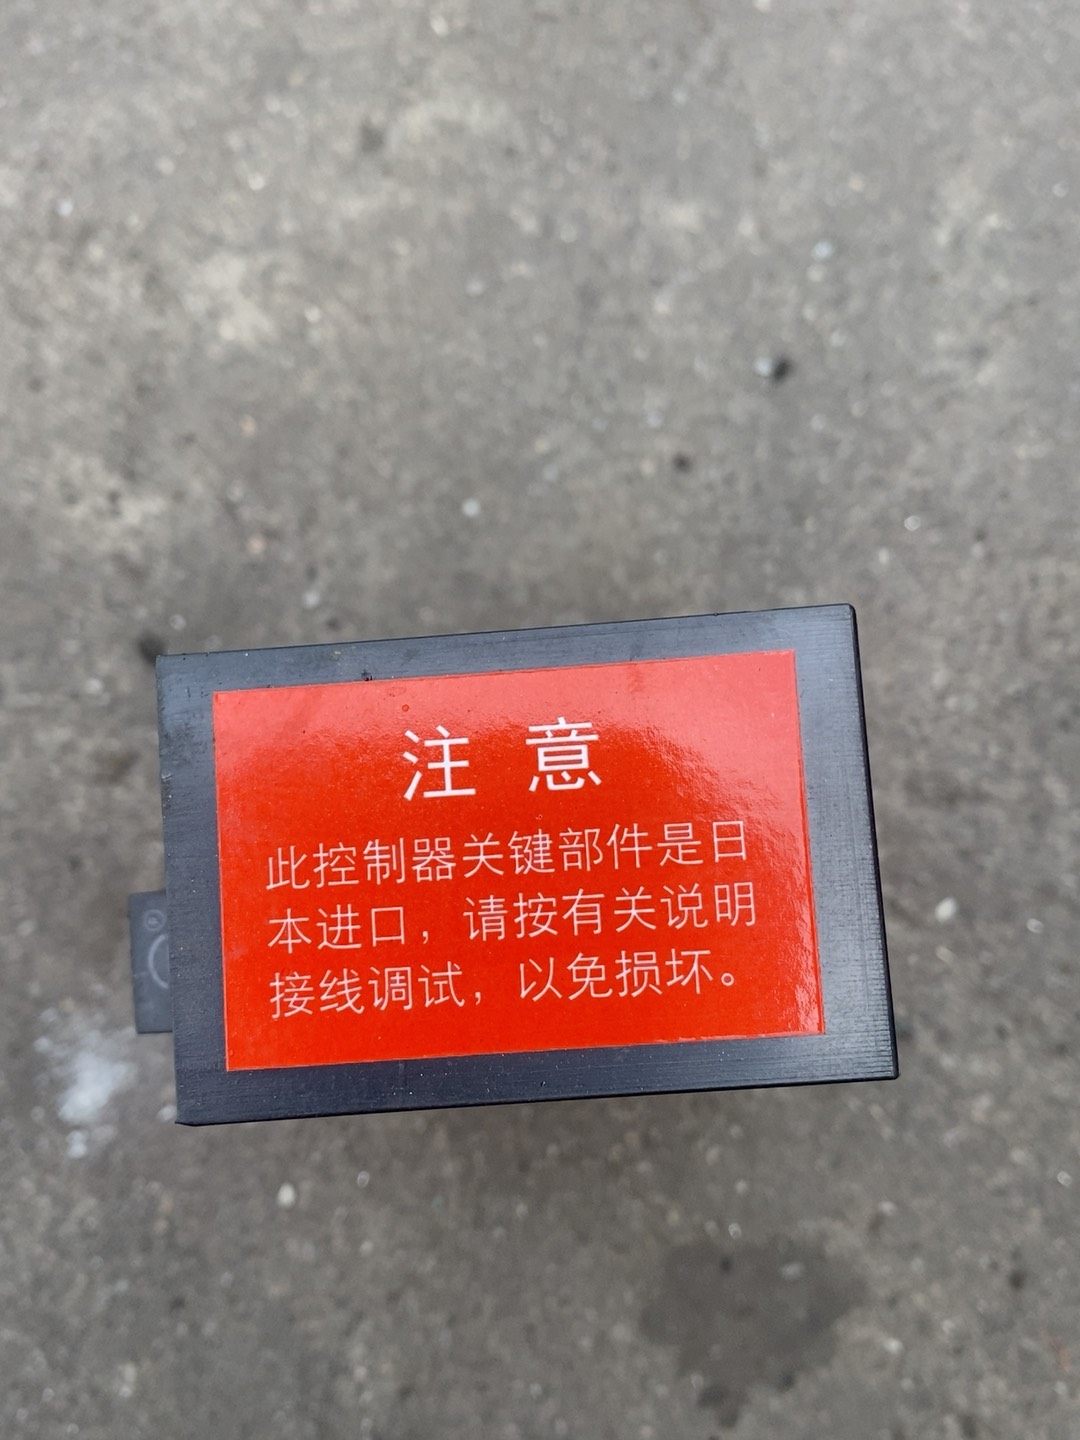 注意
此控制器关键部件是日
本进口，请按有关说明
接线调试，以免损坏。